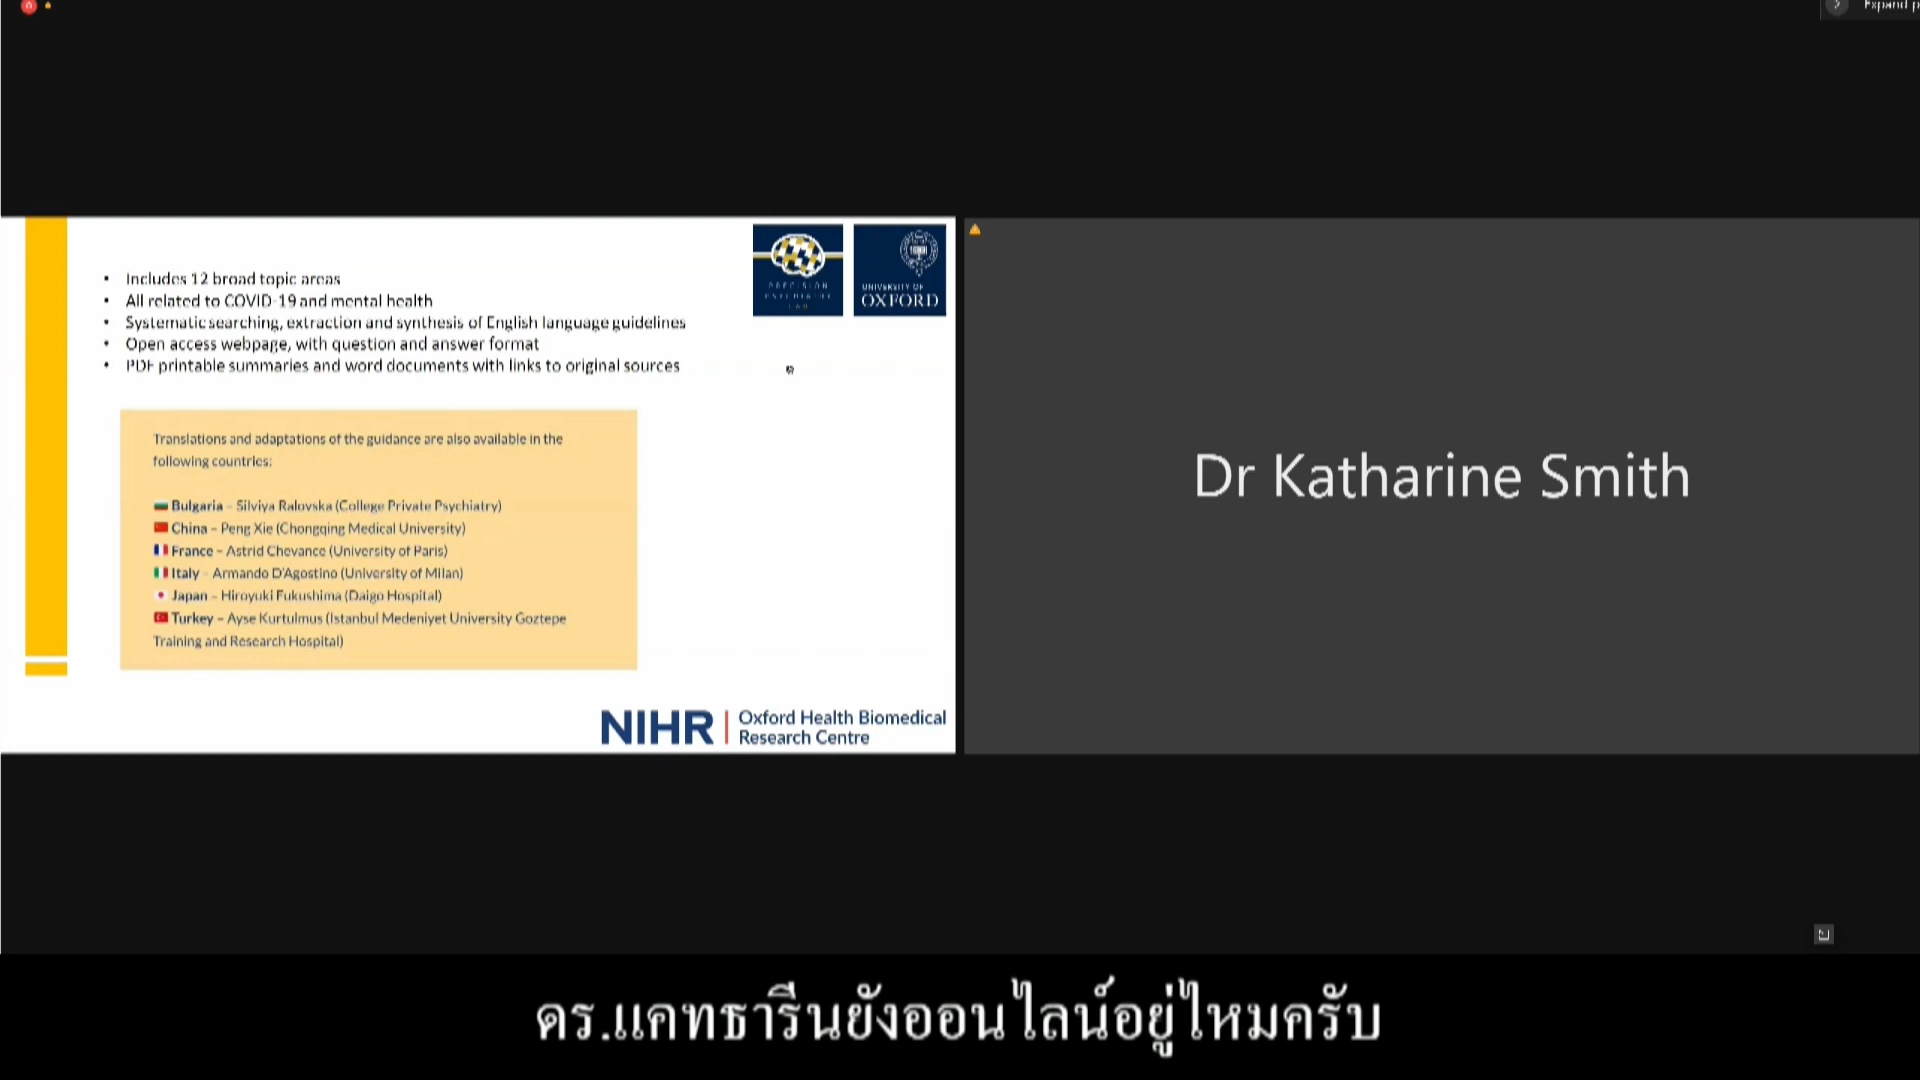 Expand
• Includes 12 broad topic areas
• All related to COVID-19 and mental health
• Systematic searching, extraction and synthesis of English language guidelines
• Open access webpage, with question and answer format
• PDF printable summaries and word documents with links to original sources
PRECISION
PSYCHIATRY
LAB
UNIVERSITY OF
OXFORD
Translations and adaptations of the guidance are also available in the
following countries:
Bulgaria – Silviya Ralovska (College Private Psychiatry)
China – Peng Xie (Chongqing Medical University)
France – Astrid Chevance (University of Paris)
Italy – Armando D'Agostino (University of Milan)
Japan – Hiroyuki Fukushima (Daigo Hospital)
Turkey – Ayse Kurtulmus (Istanbul Medeniyet University Goztepe
Training and Research Hospital)
NIHR | Oxford Health Biomedical
Research Centre
Dr Katharine Smith
ดร.แคทธารีนยังออนไลน์อยู่ไหมครับ